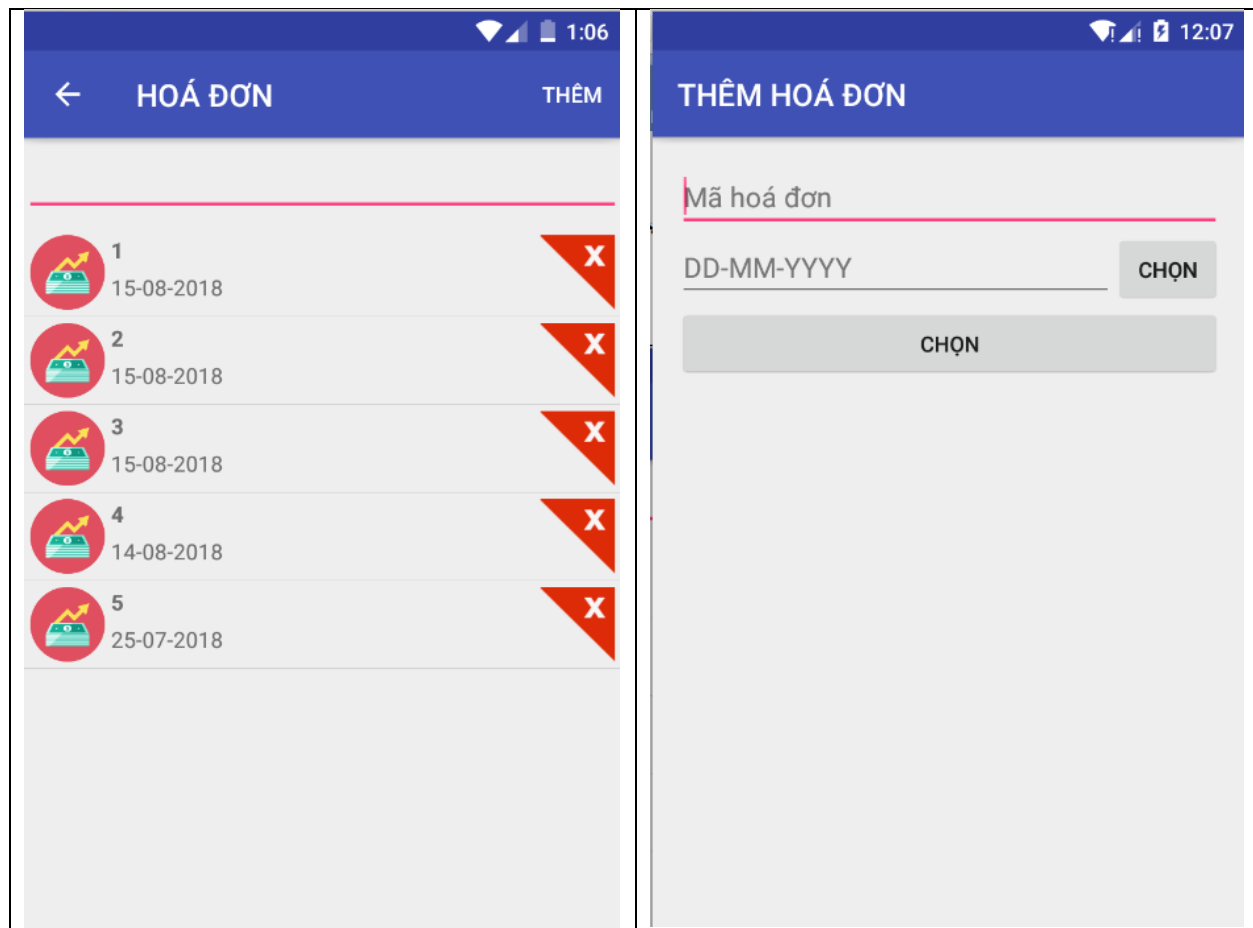 1:06
HOÁ ĐƠN THÊM
1 X
15-08-2018
2 X
15-08-2018
3 X
15-08-2018
4 X
14-08-2018
5 X
25-07-2018
12:07
THÊM HOÁ ĐƠN
Mã hoá đơn
DD-MM-YYYY CHỌN
CHỌN